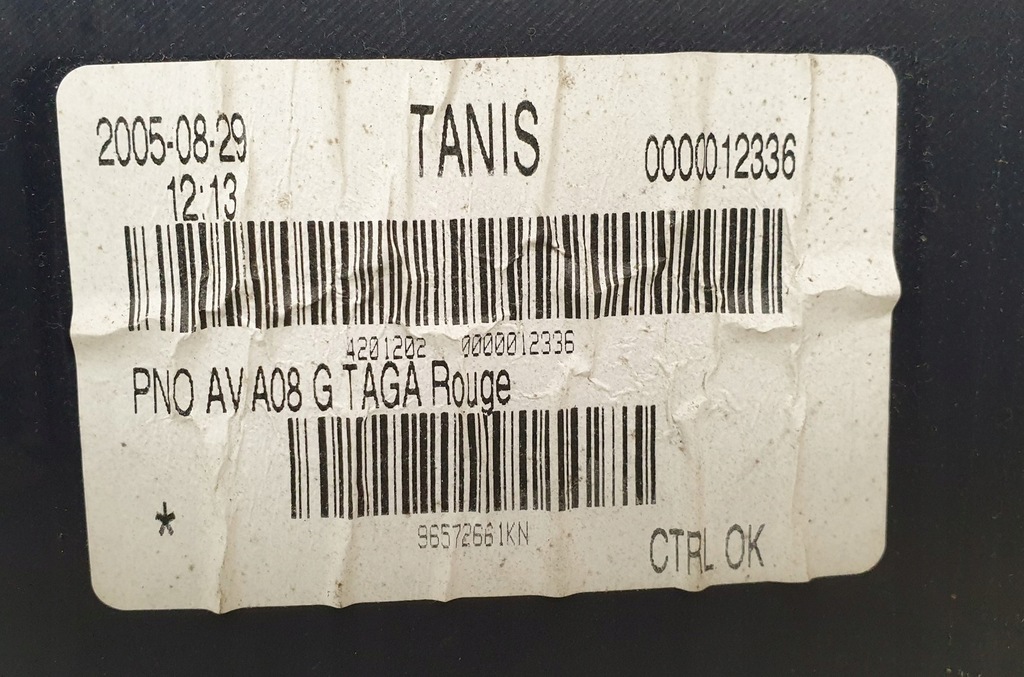 TANIS
2005-08-29
0000012336
12:13
4201202 0000012336
PNO AV A08 G TAGA Rouge
96572661KN
*
CTRL OK